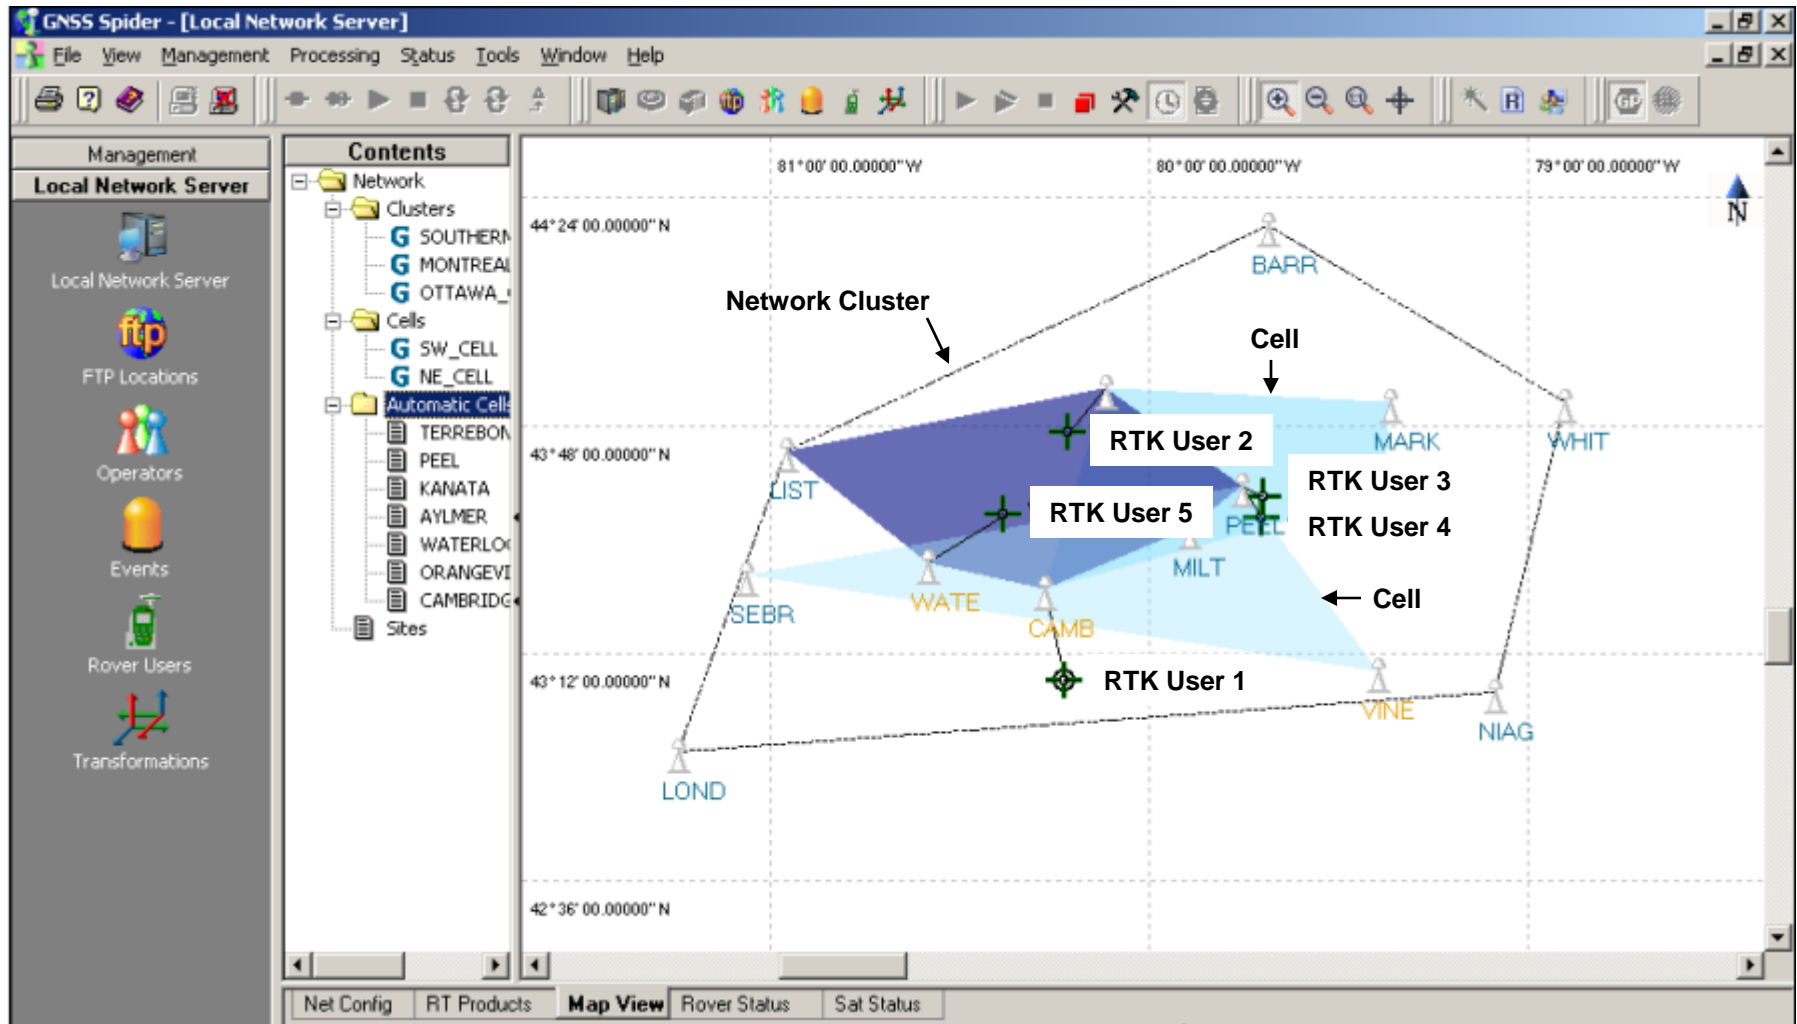 GNSS Spider - [Local Network Server]
File View Management Processing Status Tools Window Help
Management
Local Network Server
Local Network Server
FTP Locations
Operators
Events
Rover Users
Transformations
Contents
Network
Clusters
G SOUTHERN
G MONTREAL
G OTTAWA_
Cells
G SW_CELL
G NE_CELL
Automatic Cells
TERREBON
PEEL
KANATA
AYLMER
WATERLO
ORANGEVI
CAMBRIDG
Sites
81°00' 00.00000" W
80°00' 00.00000" W
79°00' 00.00000" W
N
44°24' 00.00000" N
BARR
Network Cluster
Cell
MARK
WHIT
RTK User 2
43°48' 00.00000" N
LIST
RTK User 3
RTK User 5
PEEL
RTK User 4
MILT
SEBR
WATE
Cell
CAMB
43°12' 00.00000" N
RTK User 1
VINE
NIAG
LOND
42°36' 00.00000" N
Net Config RT Products Map View Rover Status Sat Status